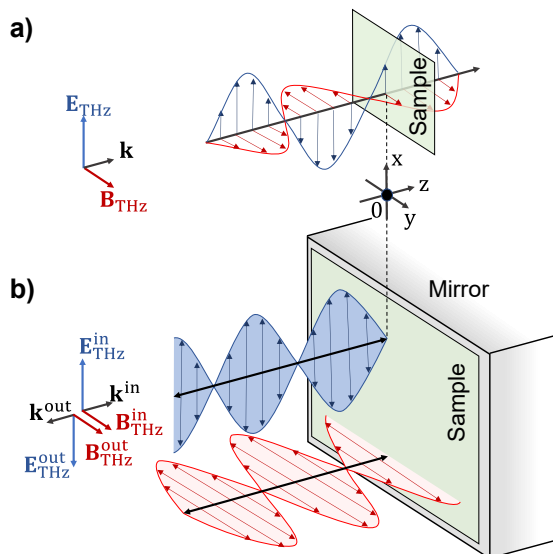 a)
E_THz
k
B_THz
Sample
x
z
0
y
b)
Mirror
Sample
E^in_THz
k^out
k^in
B^in_THz
B^out_THz
E^out_THz